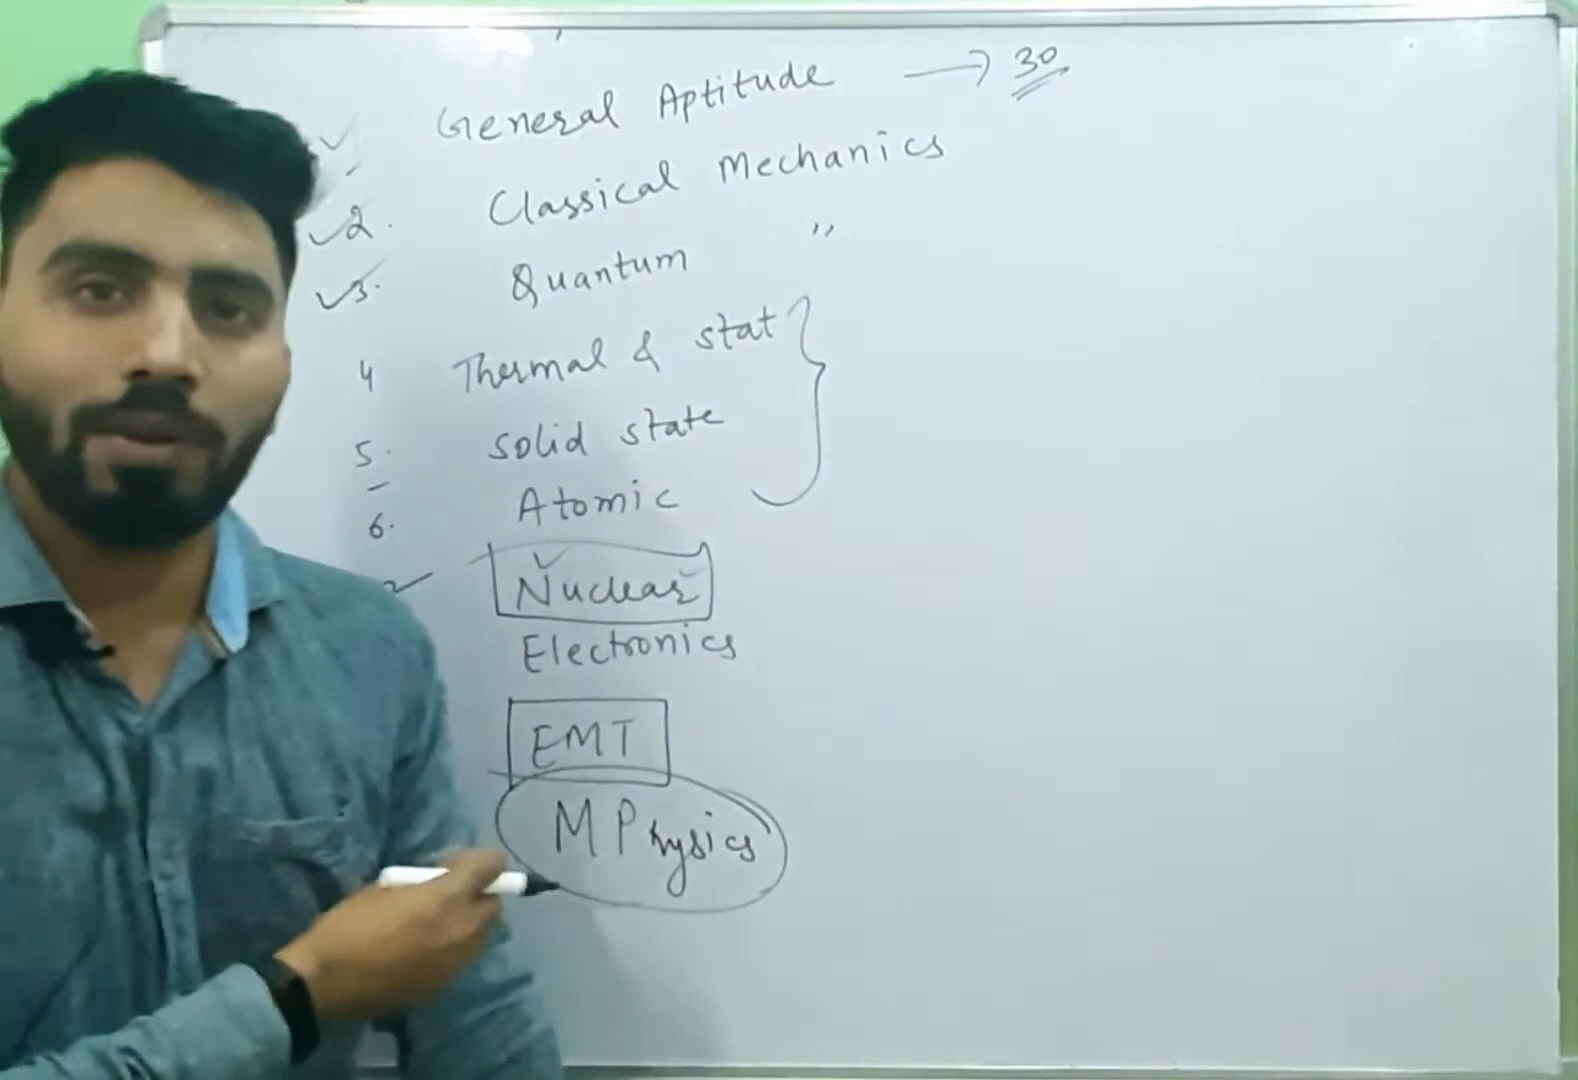 General Aptitude → 30
2. Classical Mechanics
3. Quantum "
4 Thermal & stat
5. solid state
6. Atomic
Nuclear
Electronics
EMT
M Physics